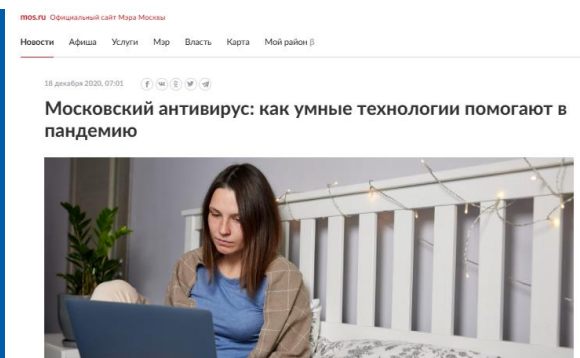 mos.ru Официальный сайт Мэра Москвы
Новости Афиша Услуги Мэр Власть Карта Мой район β
18 декабря 2020, 07:01
Московский антивирус: как умные технологии помогают в
пандемию